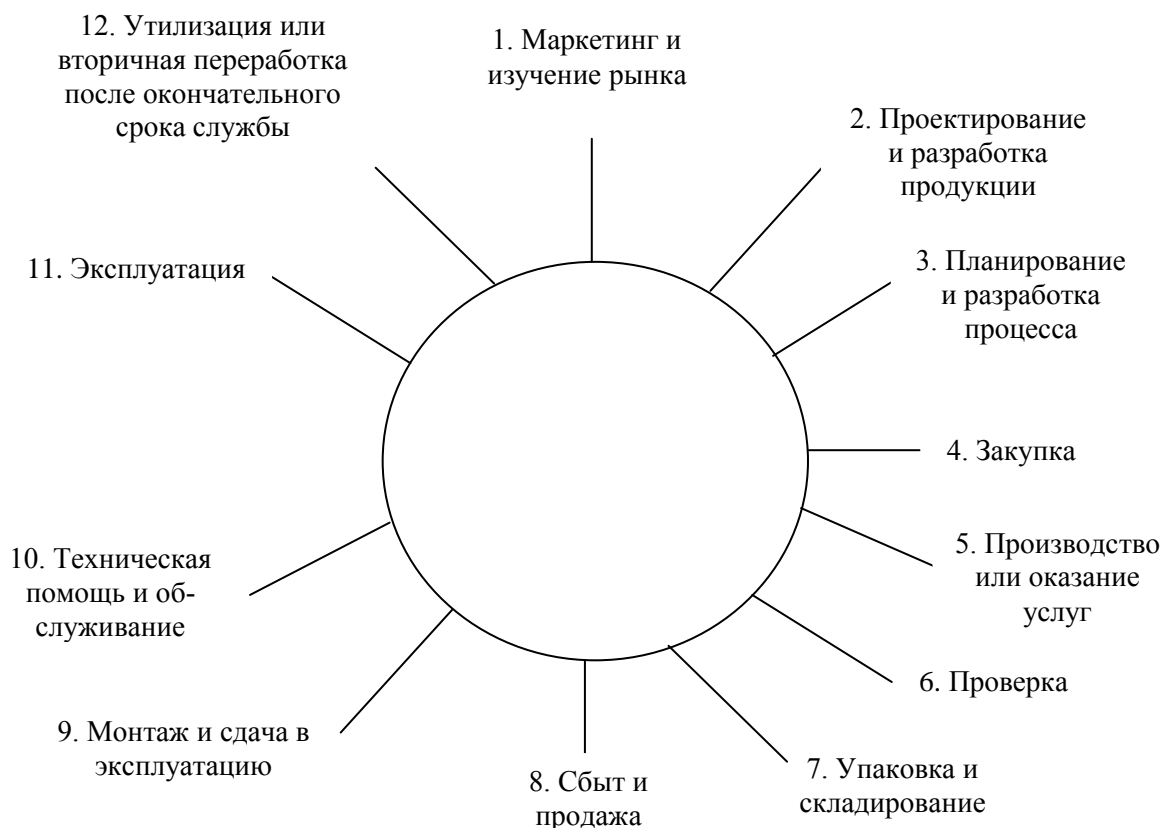 1. Маркетинг и
изучение рынка
2. Проектирование
и разработка
продукции
3. Планирование
и разработка
процесса
4. Закупка
5. Производство
или оказание
услуг
6. Проверка
7. Упаковка и
складирование
8. Сбыт и
продажа
9. Монтаж и сдача в
эксплуатацию
10. Техническая
помощь и об-
служивание
11. Эксплуатация
12. Утилизация или
вторичная переработка
после окончательного
срока службы